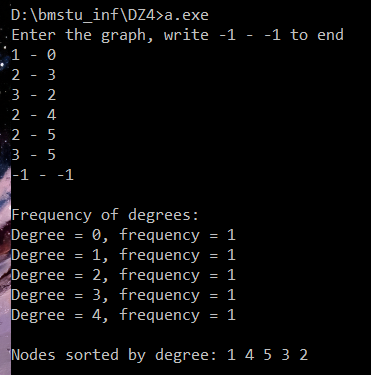 D:\bmstu_inf\DZ4>a.exe
Enter the graph, write -1 - -1 to end
1 - 0
2 - 3
3 - 2
2 - 4
2 - 5
3 - 5
-1 - -1
Frequency of degrees:
Degree = 0, frequency = 1
Degree = 1, frequency = 1
Degree = 2, frequency = 1
Degree = 3, frequency = 1
Degree = 4, frequency = 1
Nodes sorted by degree: 1 4 5 3 2